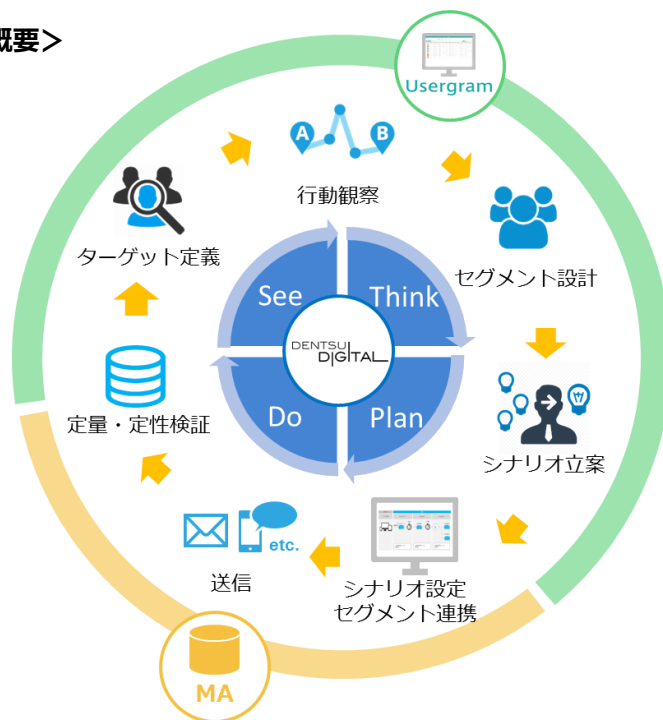 概要＞
Usergram
A
B
行動観察
ターゲット定義
セグメント設計
See
Think
DENTSU
DIGITAL
定量・定性検証
Do
Plan
シナリオ立案
etc.
送信
シナリオ設定
セグメント連携
MA